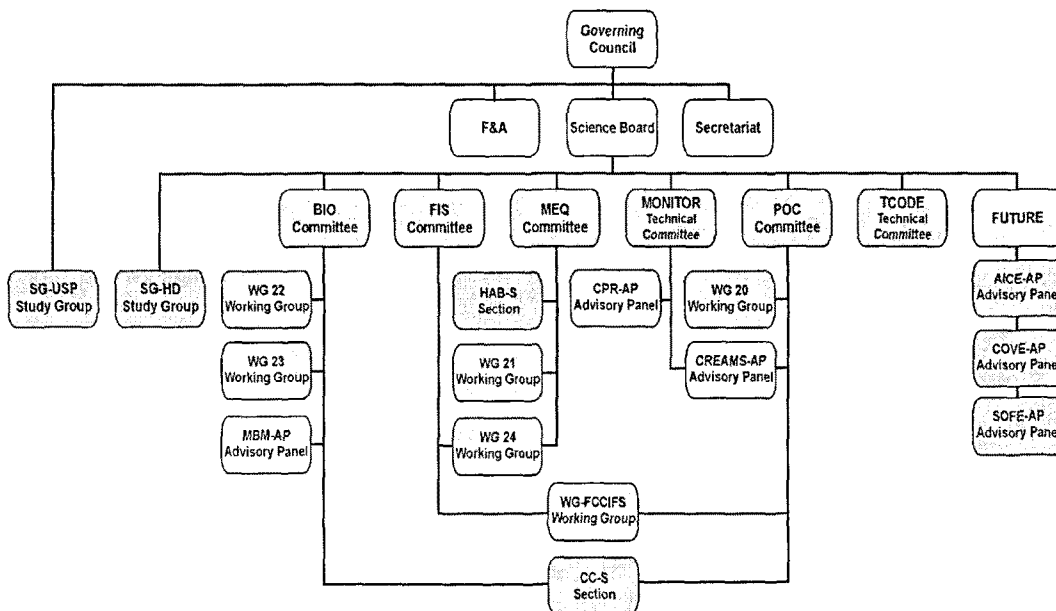 Governing
Council
F&A
Science Board
Secretariat
BIO
Committee
FIS
Committee
MEQ
Committee
MONITOR
Technical
Committee
POC
Committee
TCODE
Technical
Committee
FUTURE
SG-USP
Study Group
SG-HD
Study Group
WG 22
Working Group
HAB-S
Section
CPR-AP
Advisory Panel
WG 20
Working Group
AICE-AP
Advisory Panel
WG 23
Working Group
WG 21
Working Group
CREAMS-AP
Advisory Panel
COVE-AP
Advisory Panel
MBM-AP
Advisory Panel
WG 24
Working Group
SOFE-AP
Advisory Panel
WG-FCCIFS
Working Group
CC-S
Section